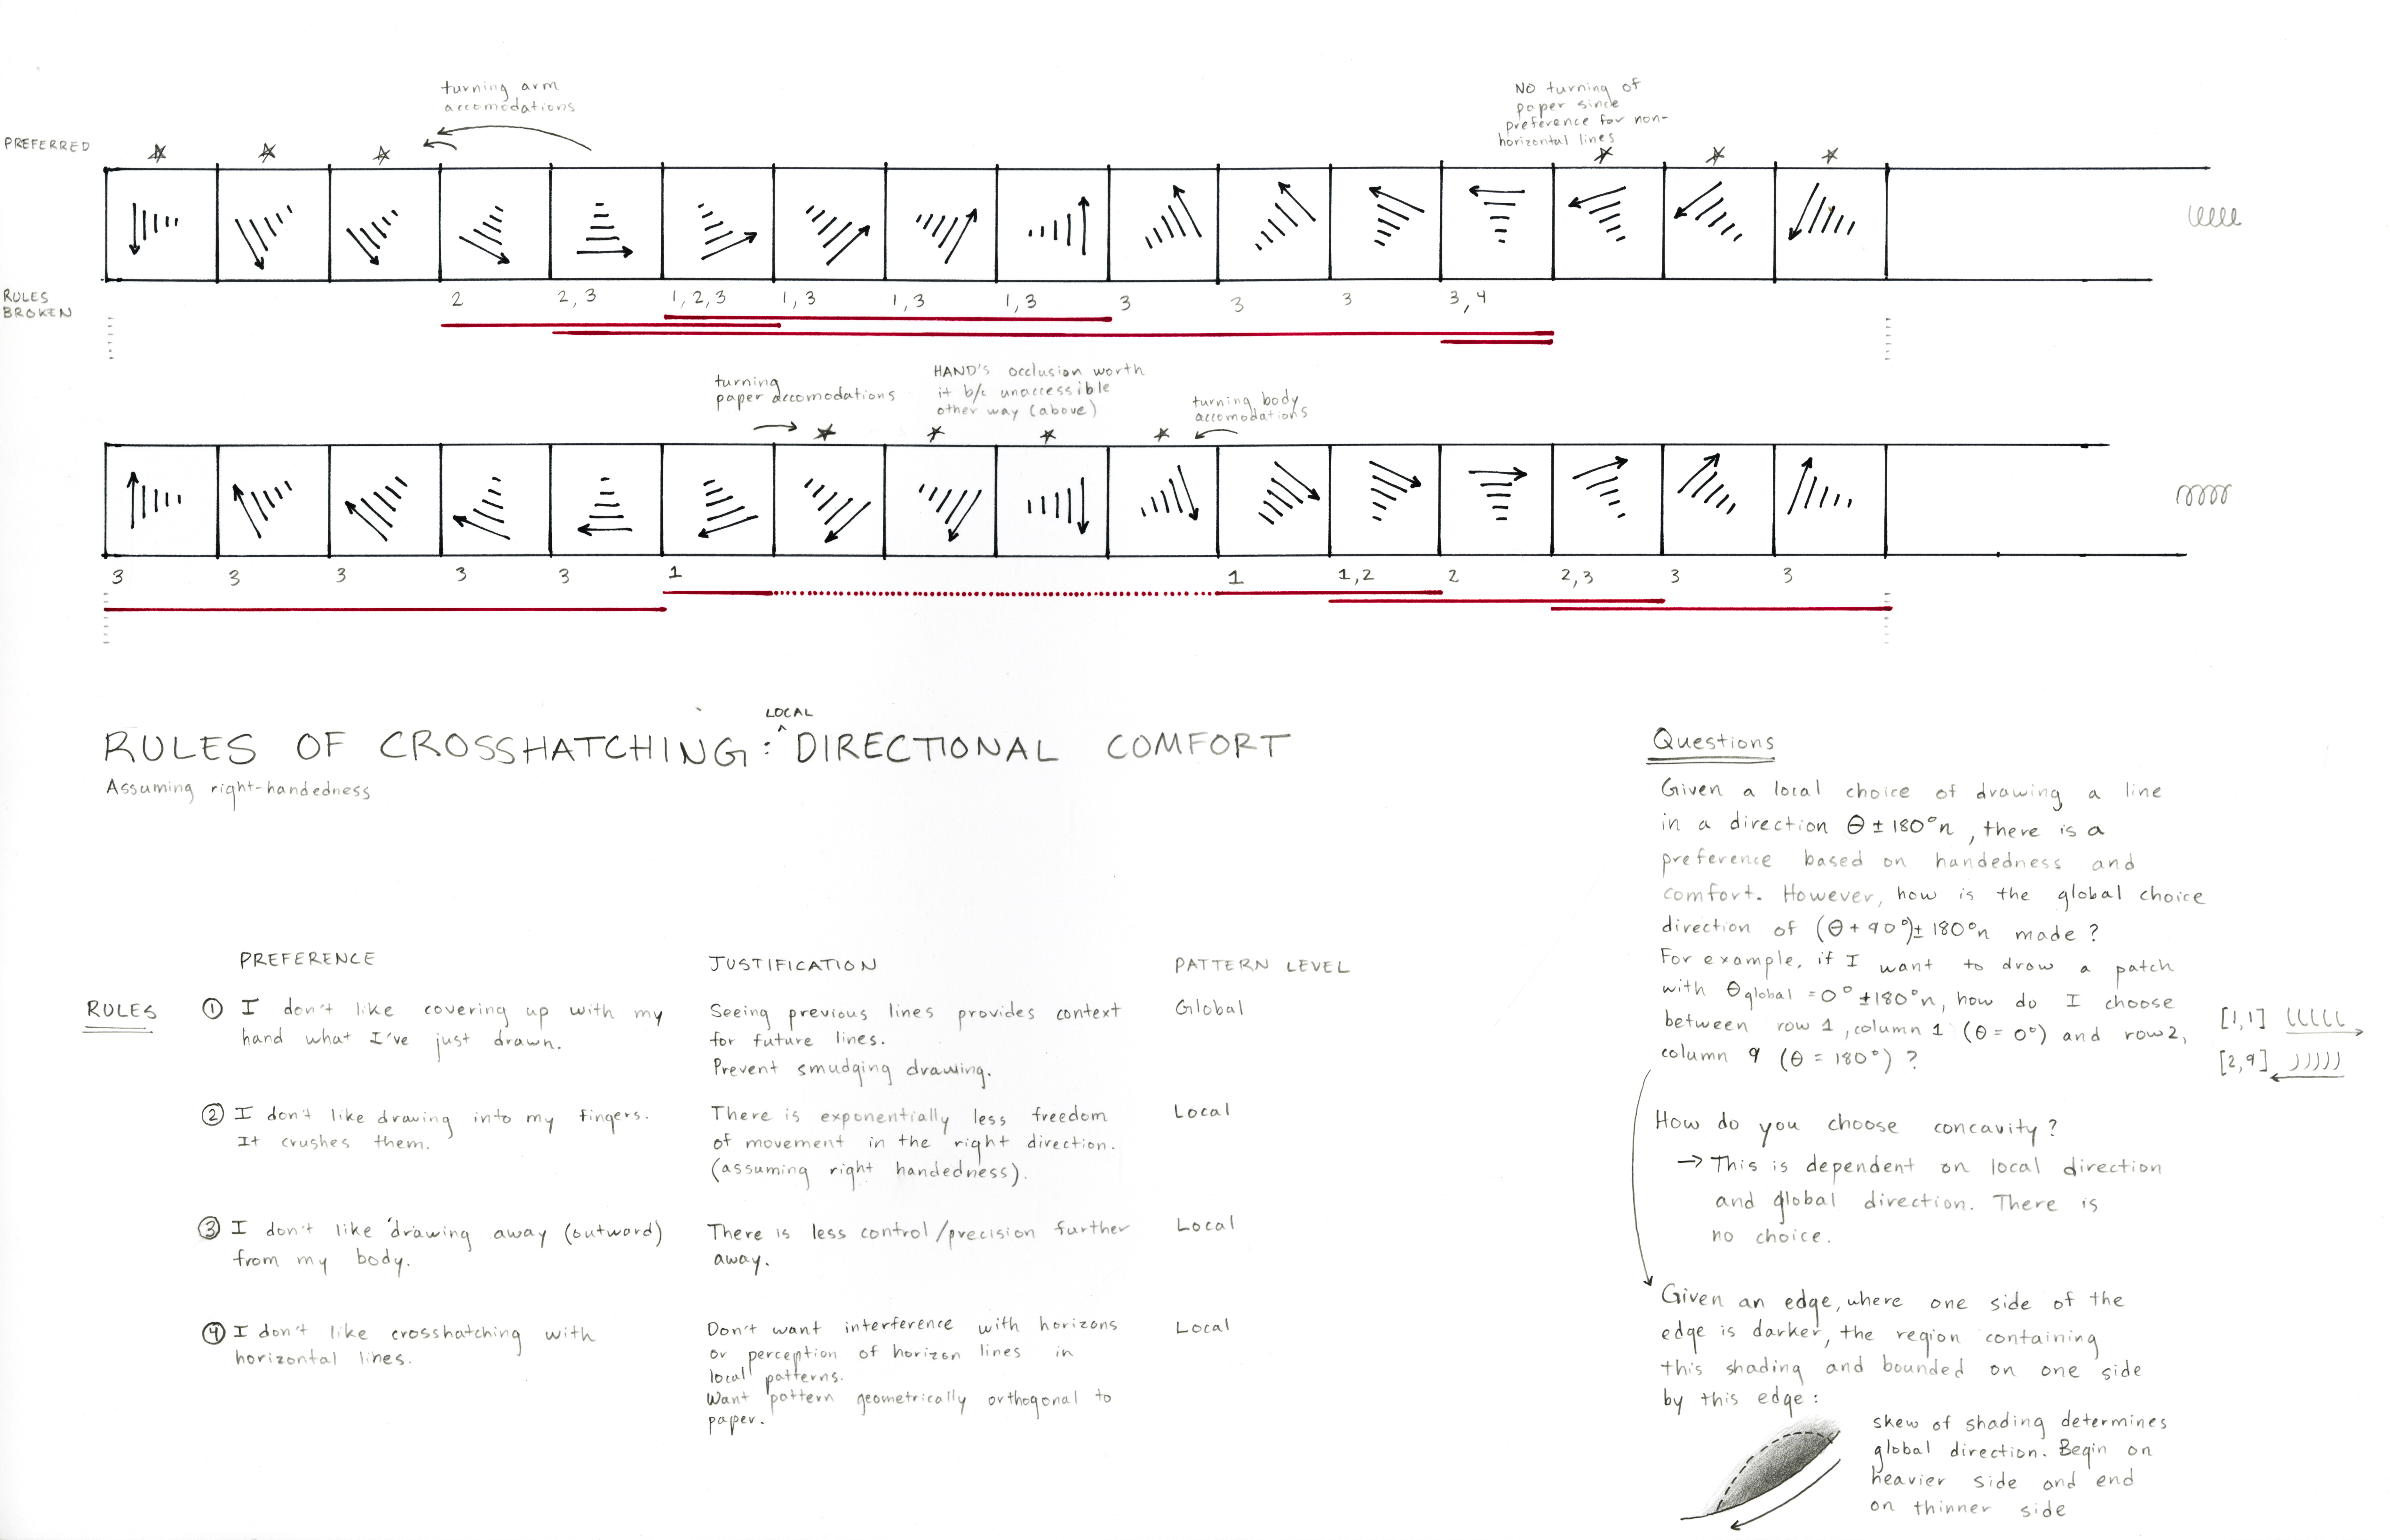 turning arm
accomodations
NO turning of
paper since
preference for non-
horizontal lines
PREFERRED
RULES
BROKEN
2
2, 3
1, 2, 3
1, 3
1, 3
1, 3
3
3
3
3, 4
turning
paper accomodations
HAND'S occlusion worth
it b/c unaccessible
other way (above)
turning body
accomodations
3
3
3
3
3
1
1
1, 2
2
2, 3
3
3
RULES OF CROSSHATCHING: LOCAL DIRECTIONAL COMFORT
Assuming right-handedness
PREFERENCE
JUSTIFICATION
PATTERN LEVEL
RULES
① I don't like covering up with my
hand what I've just drawn.
Seeing previous lines provides context
for future lines.
Prevent smudging drawing.
Global
② I don't like drawing into my fingers.
It crushes them.
There is exponentially less freedom
of movement in the right direction.
(assuming right handedness).
Local
③ I don't like drawing away (outward)
from my body.
There is less control/precision further
away.
Local
④ I don't like crosshatching with
horizontal lines.
Don't want interference with horizons
or perception of horizon lines in
local patterns.
Want pattern geometrically orthogonal to
paper.
Local
Questions
Given a local choice of drawing a line
in a direction θ ± 180°n, there is a
preference based on handedness and
comfort. However, how is the global choice
direction of (θ + 90°) ± 180°n made?
For example, if I want to draw a patch
with θglobal = 0° ± 180°n, how do I choose
between row 1, column 1 (θ = 0°) and row 2,
column 9 (θ = 180°)?
[1,1]
[2,9]
How do you choose concavity?
→ This is dependent on local direction
and global direction. There is
no choice.
Given an edge, where one side of the
edge is darker, the region containing
this shading and bounded on one side
by this edge:
skew of shading determines
global direction. Begin on
heavier side and end
on thinner side